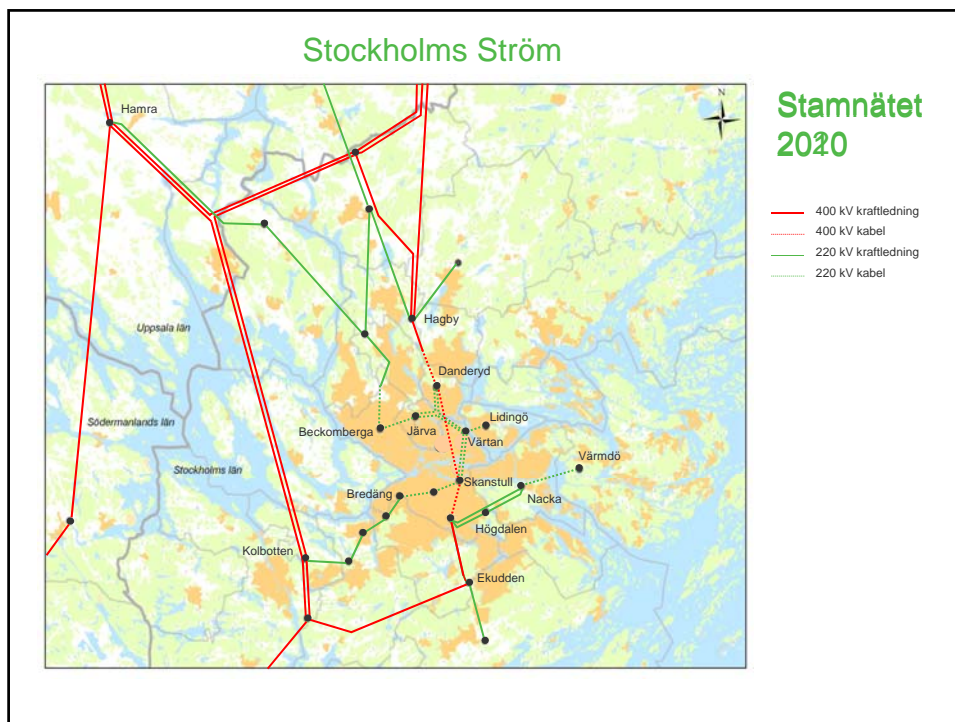 Stockholms Ström
N
Stamnätet
Hamra
400 kV kraftledning
400 kV kabel
220 kV kraftledning
220 kV kabel
Hagby
Uppsala län
Danderyd
Södermanlands län
Beckomberga
Järva
Lidingö
Värtan
Stockholms län
Värmdö
Skanstull
Bredäng
Nacka
Högdalen
Kolbotten
Ekudden